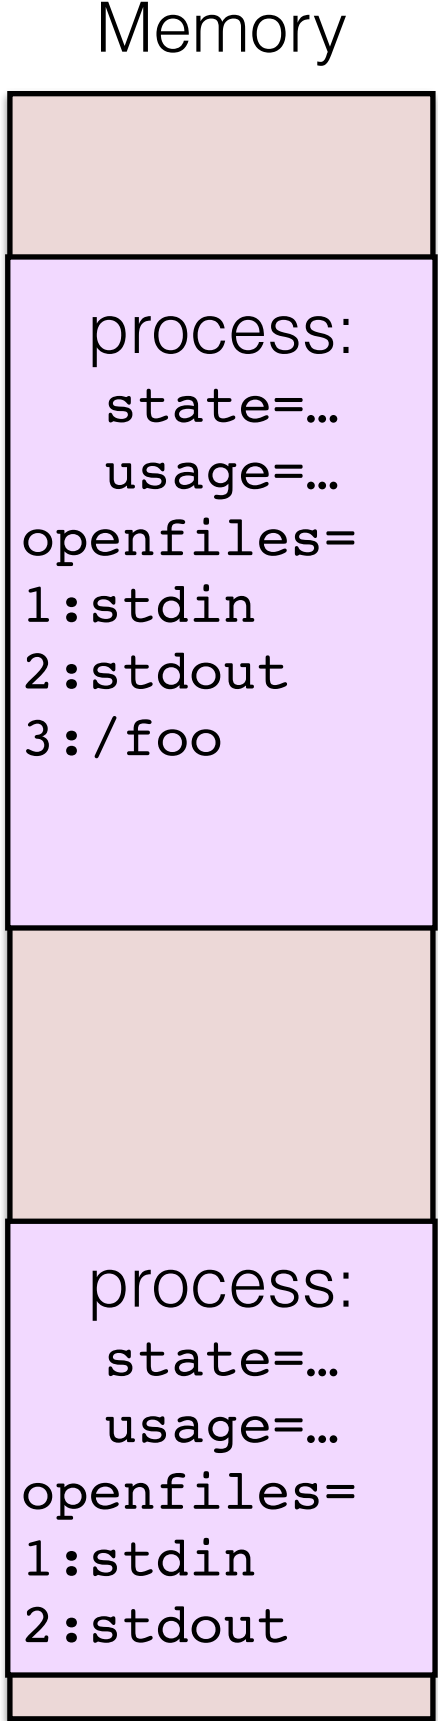 Memory
process:
state=…
usage=…
openfiles=
1:stdin
2:stdout
3:/foo
process:
state=…
usage=…
openfiles=
1:stdin
2:stdout